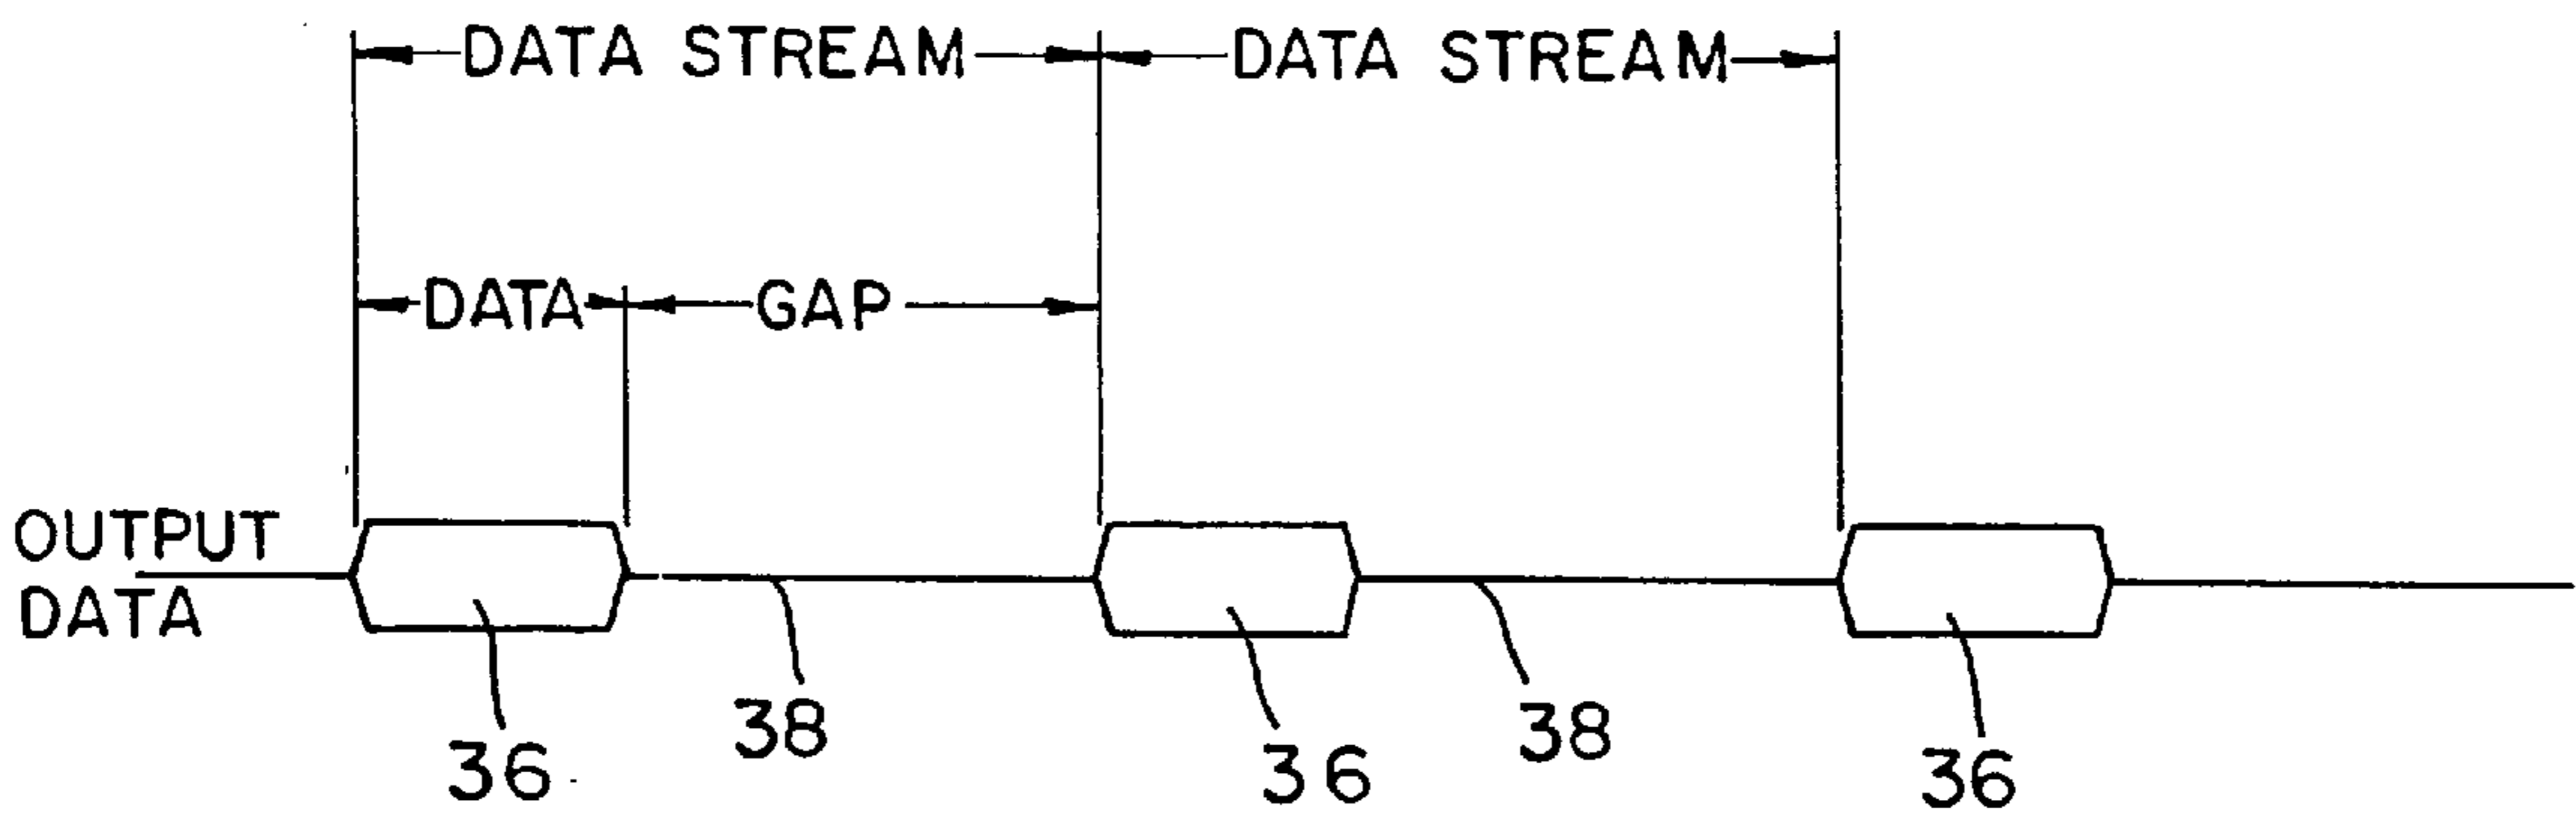 DATA STREAM DATA STREAM
DATA GAP
OUTPUT
DATA
36 38 36 38 36